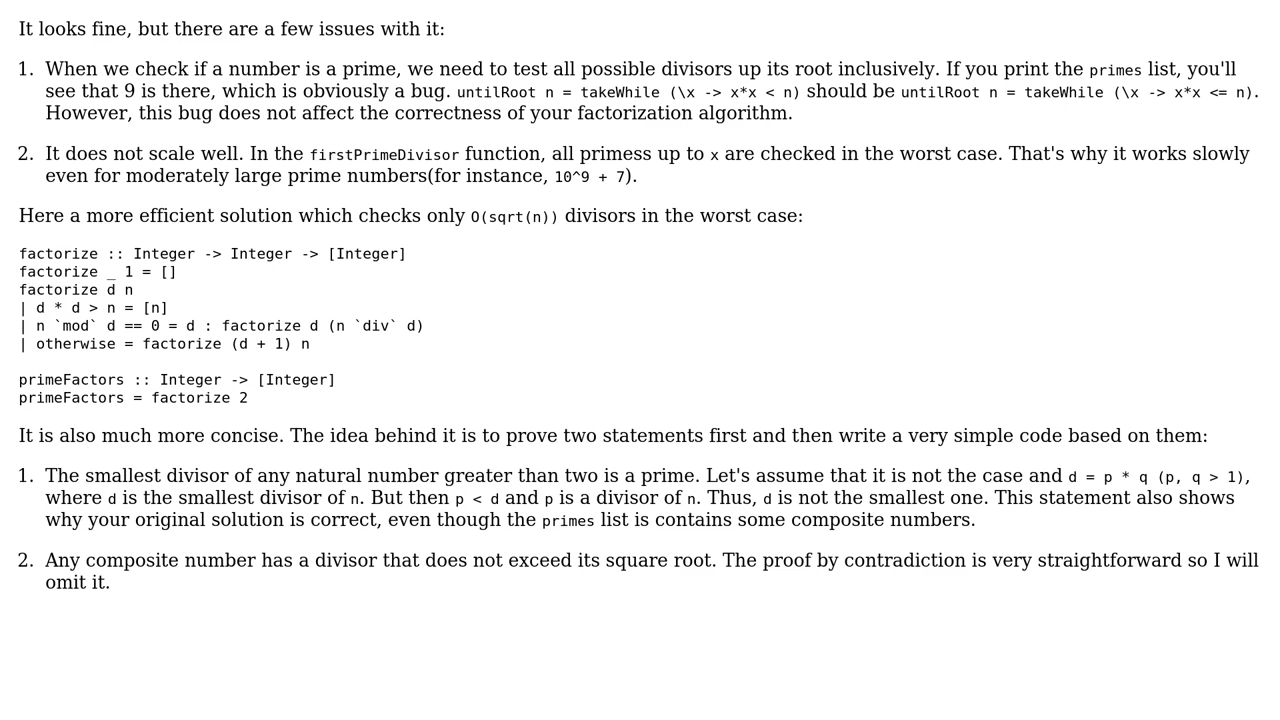 It looks fine, but there are a few issues with it:
1. When we check if a number is a prime, we need to test all possible divisors up its root inclusively. If you print the primes list, you'll
see that 9 is there, which is obviously a bug. untilRoot n = takeWhile (\x -> x*x < n) should be untilRoot n = takeWhile (\x -> x*x <= n).
However, this bug does not affect the correctness of your factorization algorithm.
2. It does not scale well. In the firstPrimeDivisor function, all primess up to x are checked in the worst case. That's why it works slowly
even for moderately large prime numbers(for instance, 10^9 + 7).
Here a more efficient solution which checks only O(sqrt(n)) divisors in the worst case:
factorize :: Integer -> Integer -> [Integer]
factorize _ 1 = []
factorize d n
| d * d > n = [n]
| n `mod` d == 0 = d : factorize d (n `div` d)
| otherwise = factorize (d + 1) n
primeFactors :: Integer -> [Integer]
primeFactors = factorize 2
It is also much more concise. The idea behind it is to prove two statements first and then write a very simple code based on them:
1. The smallest divisor of any natural number greater than two is a prime. Let's assume that it is not the case and d = p * q (p, q > 1),
where d is the smallest divisor of n. But then p < d and p is a divisor of n. Thus, d is not the smallest one. This statement also shows
why your original solution is correct, even though the primes list is contains some composite numbers.
2. Any composite number has a divisor that does not exceed its square root. The proof by contradiction is very straightforward so I will
omit it.